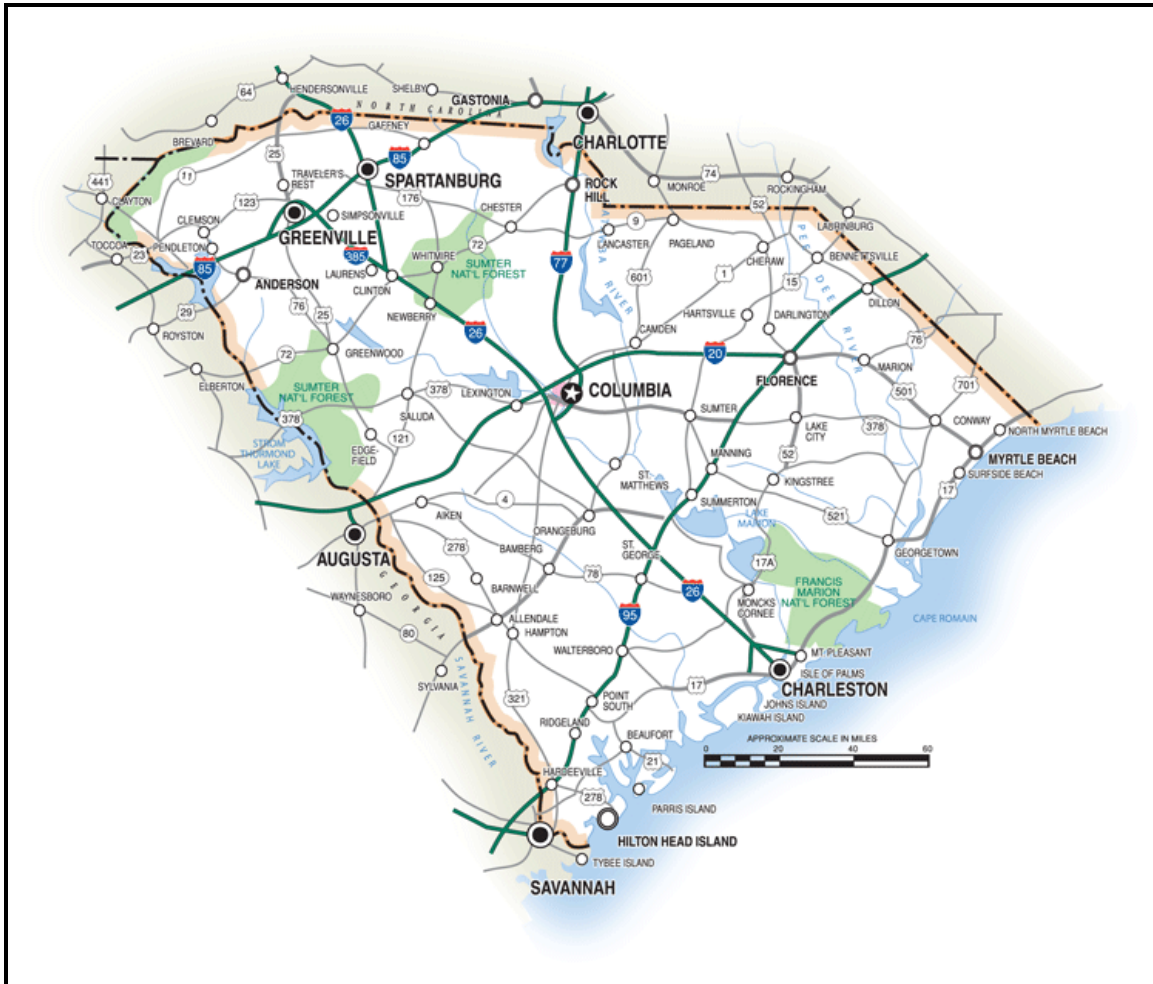 HENDERSONVILLE
SHELBY
GASTONIA
64
NORTH CAROLINA
26
GAFFNEY
CHARLOTTE
BREVARD
25
85
74
441
11
TRAVELER'S
REST
SPARTANBURG
ROCK
HILL
MONROE
ROCKINGHAM
CLAYTON
123
176
52
CLEMSON
SIMPSONVILLE
CHESTER
9
LAURINBURG
TOCCOA
23
PENDLETON
GREENVILLE
72
LANCASTER
PAGELAND
85
385
WHITMIRE
SUMTER
NAT'L FOREST
77
CATAWBA
RIVER
601
1
CHERAW
15
PEE DEE
RIVER
BENNETTSVILLE
ANDERSON
LAURENS
CLINTON
DILLON
29
76
25
NEWBERRY
HARTSVILLE
DARLINGTON
ROYSTON
26
CAMDEN
76
72
GREENWOOD
20
MARION
ELBERTON
SUMTER
NAT'L FOREST
378
LEXINGTON
COLUMBIA
FLORENCE
501
701
378
SALUDA
SUMTER
LAKE
CITY
378
CONWAY
NORTH MYRTLE BEACH
STROM
THURMOND
LAKE
EDGE-
FIELD
121
52
MANNING
MYRTLE BEACH
ST.
MATTHEWS
KINGSTREE
SURFSIDE BEACH
17
4
SUMMERTON
AIKEN
ORANGEBURG
LAKE
MARION
521
AUGUSTA
278
BAMBERG
ST.
GEORGE
17A
GEORGETOWN
GEORGIA
125
BARNWELL
78
26
FRANCIS
MARION
NAT'L FOREST
WAYNESBORO
MONCKS
CORNEE
CAPE ROMAIN
80
ALLENDALE
HAMPTON
95
SAVANNAH RIVER
WALTERBORO
MT. PLEASANT
SYLVANIA
17
ISLE OF PALMS
CHARLESTON
321
POINT
SOUTH
JOHNS ISLAND
KIAWAH ISLAND
RIDGELAND
BEAUFORT
APPROXIMATE SCALE IN MILES
0 20 40 60
21
HARDEEVILLE
278
PARRIS ISLAND
HILTON HEAD ISLAND
TYBEE ISLAND
SAVANNAH